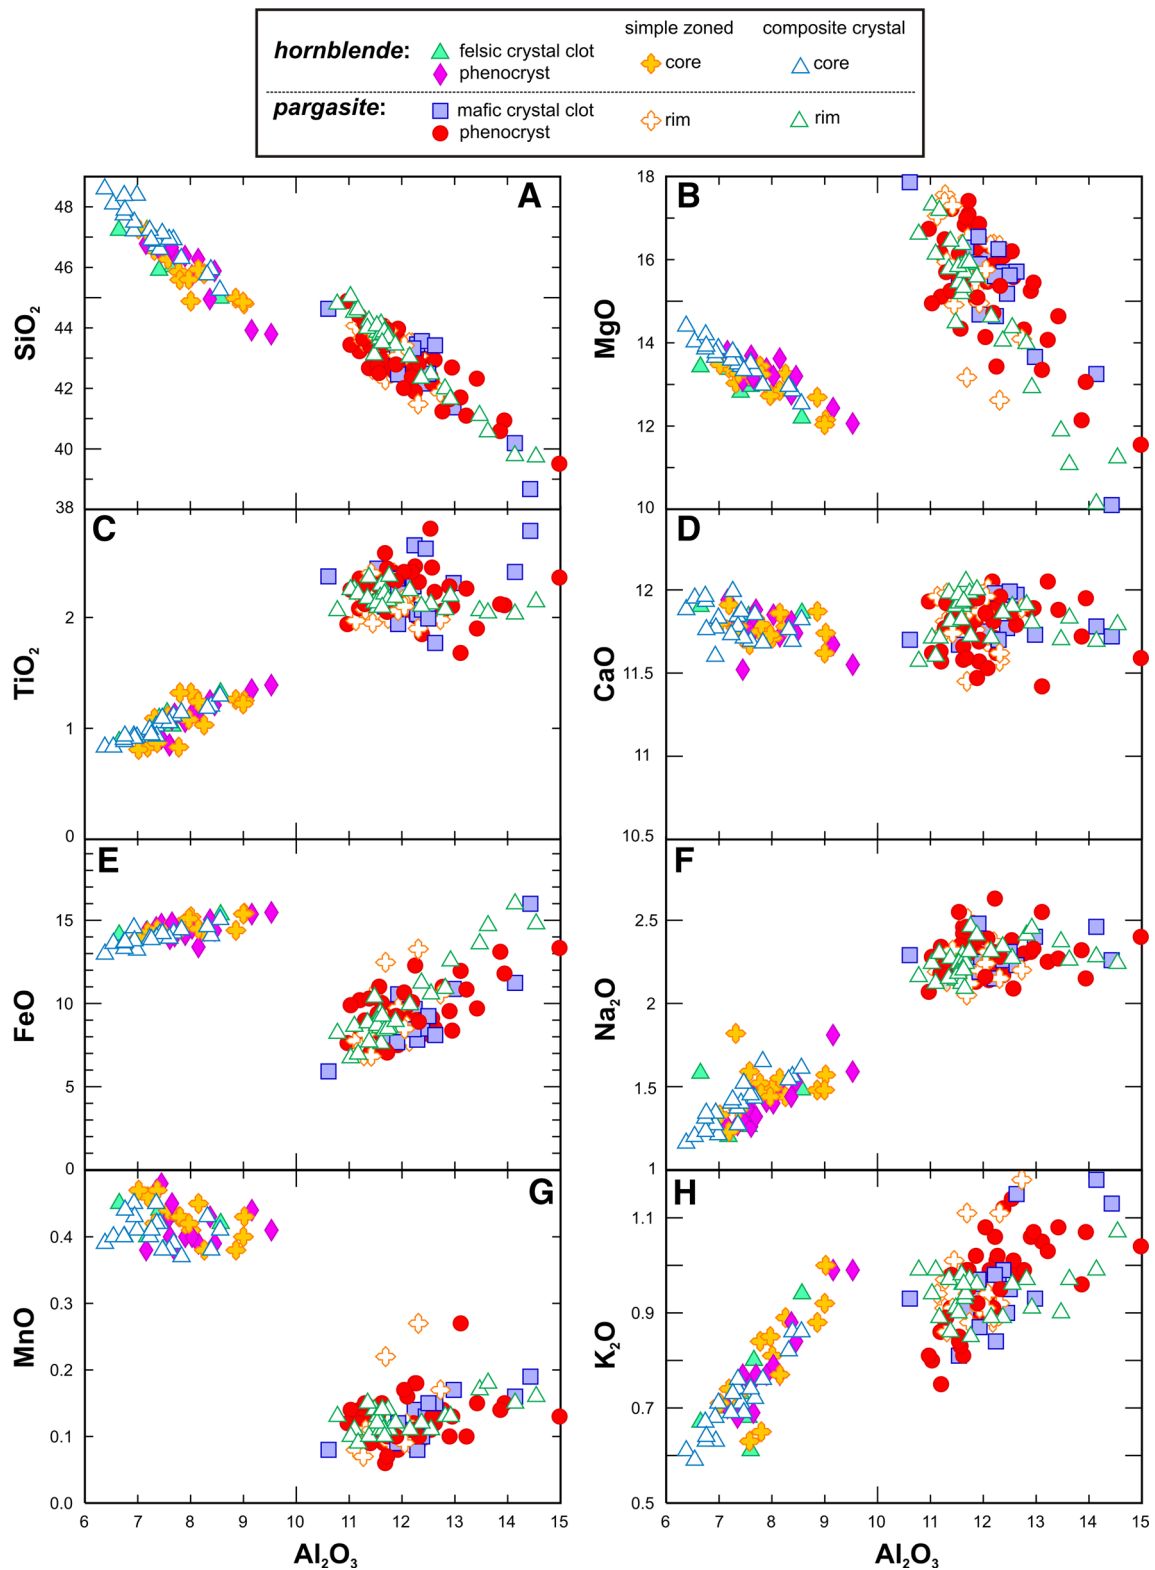 simple zoned composite crystal
hornblende: felsic crystal clot core core
phenocryst
pargasite: mafic crystal clot rim rim
phenocryst
A
48
46
44
42
40
38
SiO2
B
18
16
14
12
10
MgO
C
2
1
0
TiO2
D
12
11.5
11
10.5
CaO
E
15
10
5
0
FeO
F
2.5
2
1.5
1
Na2O
G
0.4
0.3
0.2
0.1
0.0
MnO
H
1.1
0.9
0.7
0.5
K2O
6 7 8 9 10 11 12 13 14 15
Al2O3
6 7 8 9 10 11 12 13 14 15
Al2O3